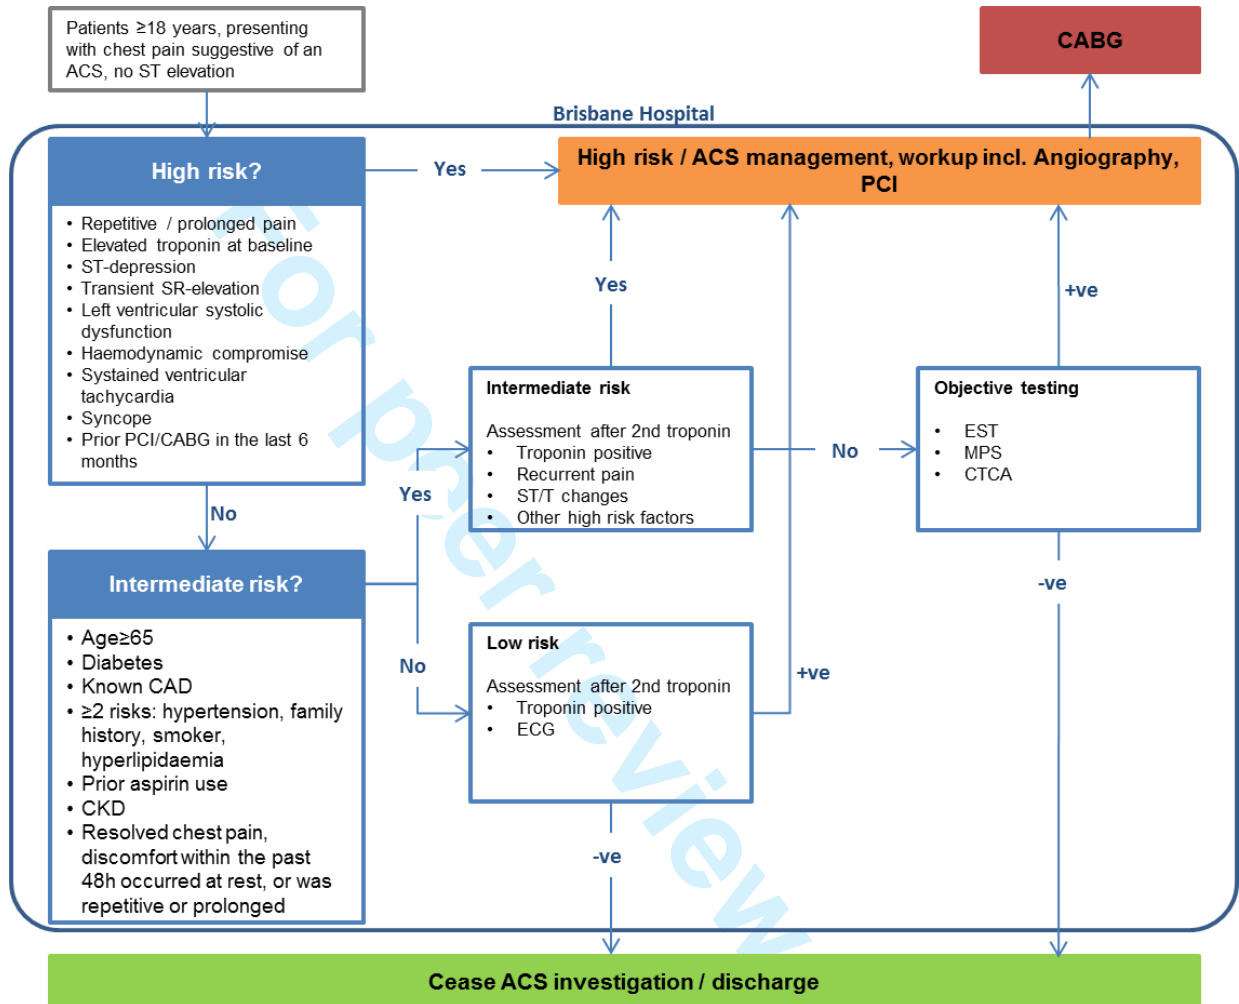 Patients ≥18 years, presenting
with chest pain suggestive of an
ACS, no ST elevation
CABG
Brisbane Hospital
High risk?
Yes
High risk / ACS management, workup incl. Angiography,
PCI
• Repetitive / prolonged pain
• Elevated troponin at baseline
• ST-depression
• Transient SR-elevation
• Left ventricular systolic
dysfunction
• Haemodynamic compromise
• Systained ventricular
tachycardia
• Syncope
• Prior PCI/CABG in the last 6
months
Yes
+ve
Intermediate risk
Assessment after 2nd troponin
• Troponin positive
• Recurrent pain
• ST/T changes
• Other high risk factors
No
Objective testing
• EST
• MPS
• CTCA
Yes
No
Intermediate risk?
• Age≥65
• Diabetes
• Known CAD
• ≥2 risks: hypertension, family
history, smoker,
hyperlipidaemia
• Prior aspirin use
• CKD
• Resolved chest pain,
discomfort within the past
48h occurred at rest, or was
repetitive or prolonged
No
Low risk
Assessment after 2nd troponin
• Troponin positive
• ECG
+ve
-ve
-ve
Cease ACS investigation / discharge
For peer review